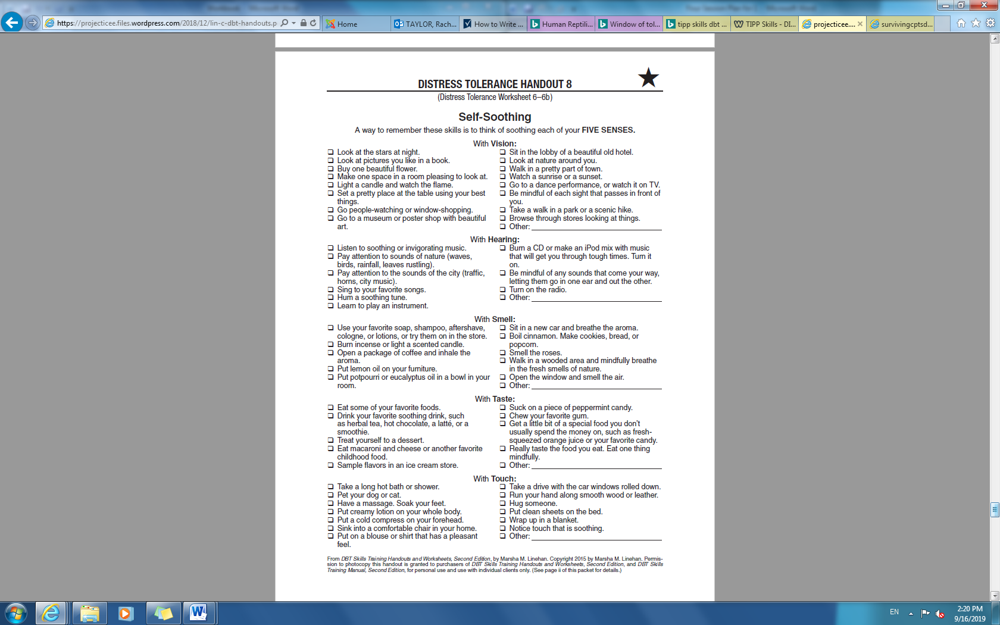 https://projecticee.files.wordpress.com/2018/12/lin-c-dbt-handouts.p
Home
TAYLOR, Rach...
How to Write ...
Human Reptili...
Window of tol...
tipp skills dbt ...
TIPP Skills - DI...
projecticee....
survivingcptsd...
DISTRESS TOLERANCE HANDOUT 8
(Distress Tolerance Worksheet 6–6b)
Self-Soothing
A way to remember these skills is to think of soothing each of your FIVE SENSES.
With Vision:
❑ Look at the stars at night.
❑ Look at pictures you like in a book.
❑ Buy one beautiful flower.
❑ Make one space in a room pleasing to look at.
❑ Light a candle and watch the flame.
❑ Set a pretty place at the table using your best
things.
❑ Go people-watching or window-shopping.
❑ Go to a museum or poster shop with beautiful
art.
❑ Sit in the lobby of a beautiful old hotel.
❑ Look at nature around you.
❑ Walk in a pretty part of town.
❑ Watch a sunrise or a sunset.
❑ Go to a dance performance, or watch it on TV.
❑ Be mindful of each sight that passes in front of
you.
❑ Take a walk in a park or a scenic hike.
❑ Browse through stores looking at things.
❑ Other:
With Hearing:
❑ Listen to soothing or invigorating music.
❑ Pay attention to sounds of nature (waves,
birds, rainfall, leaves rustling).
❑ Pay attention to the sounds of the city (traffic,
horns, city music).
❑ Sing to your favorite songs.
❑ Hum a soothing tune.
❑ Learn to play an instrument.
❑ Burn a CD or make an iPod mix with music
that will get you through tough times. Turn it
on.
❑ Be mindful of any sounds that come your way,
letting them go in one ear and out the other.
❑ Turn on the radio.
❑ Other:
With Smell:
❑ Use your favorite soap, shampoo, aftershave,
cologne, or lotions, or try them on in the store.
❑ Burn incense or light a scented candle.
❑ Open a package of coffee and inhale the
aroma.
❑ Put lemon oil on your furniture.
❑ Put potpourri or eucalyptus oil in a bowl in your
room.
❑ Sit in a new car and breathe the aroma.
❑ Boil cinnamon. Make cookies, bread, or
popcorn.
❑ Smell the roses.
❑ Walk in a wooded area and mindfully breathe
in the fresh smells of nature.
❑ Open the window and smell the air.
❑ Other:
With Taste:
❑ Eat some of your favorite foods.
❑ Drink your favorite soothing drink, such
as herbal tea, hot chocolate, a latté, or a
smoothie.
❑ Treat yourself to a dessert.
❑ Eat macaroni and cheese or another favorite
childhood food.
❑ Sample flavors in an ice cream store.
❑ Suck on a piece of peppermint candy.
❑ Chew your favorite gum.
❑ Get a little bit of a special food you don’t
usually spend the money on, such as fresh-
squeezed orange juice or your favorite candy.
❑ Really taste the food you eat. Eat one thing
mindfully.
❑ Other:
With Touch:
❑ Take a long hot bath or shower.
❑ Pet your dog or cat.
❑ Have a massage. Soak your feet.
❑ Put creamy lotion on your whole body.
❑ Put a cold compress on your forehead.
❑ Sink into a comfortable chair in your home.
❑ Put on a blouse or shirt that has a pleasant
feel.
❑ Take a drive with the car windows rolled down.
❑ Run your hand along smooth wood or leather.
❑ Hug someone.
❑ Put clean sheets on the bed.
❑ Wrap up in a blanket.
❑ Notice touch that is soothing.
❑ Other:
From DBT Skills Training Handouts and Worksheets, Second Edition, by Marsha M. Linehan. Copyright 2015 by Marsha M. Linehan. Permis-
sion to photocopy this handout is granted to purchasers of DBT Skills Training Handouts and Worksheets, Second Edition, and DBT Skills
Training Manual, Second Edition, for personal use and use with individual clients only. (See page ii of this packet for details.)
EN
2:20 PM
9/16/2019